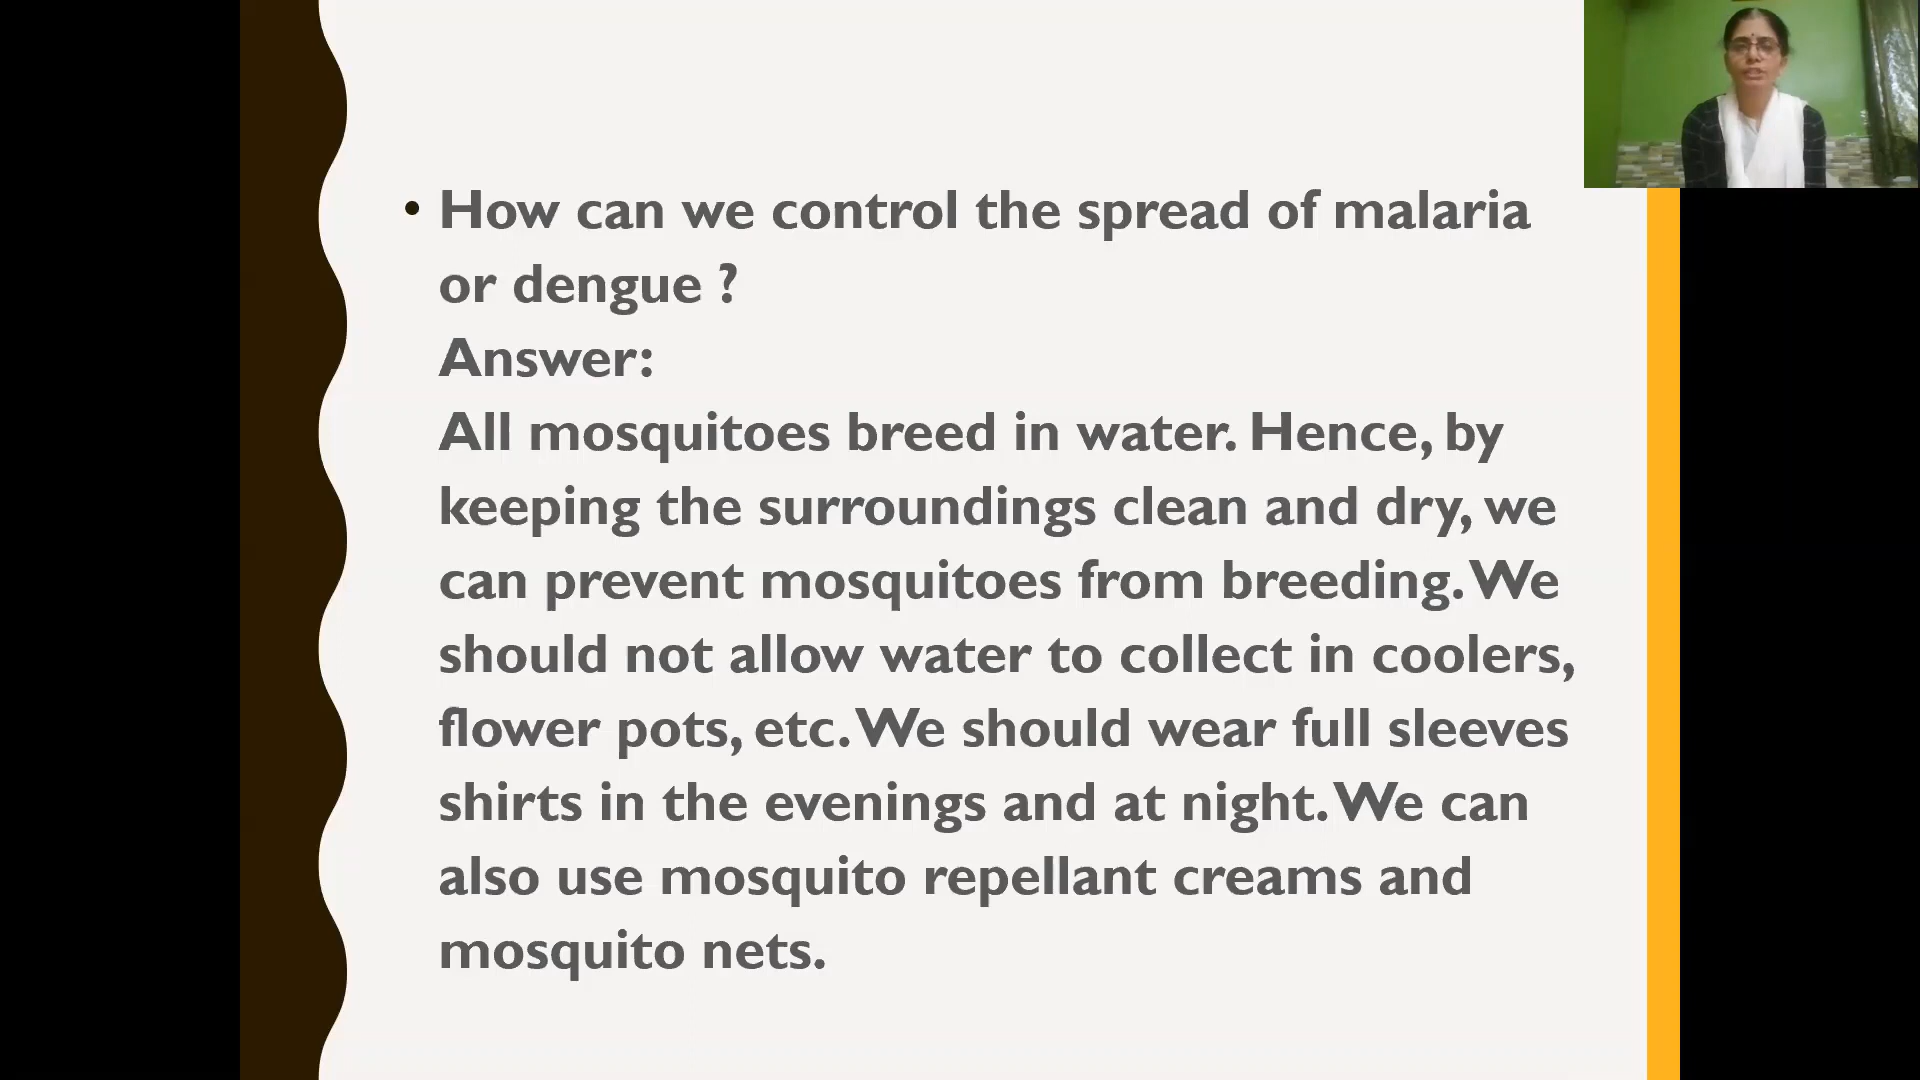 • How can we control the spread of malaria
or dengue ?
Answer:
All mosquitoes breed in water. Hence, by
keeping the surroundings clean and dry, we
can prevent mosquitoes from breeding. We
should not allow water to collect in coolers,
flower pots, etc. We should wear full sleeves
shirts in the evenings and at night. We can
also use mosquito repellant creams and
mosquito nets.